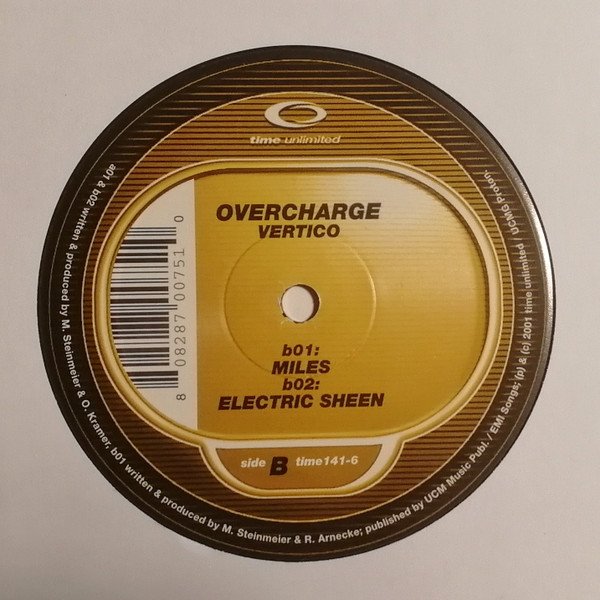 time unlimited
OVERCHARGE
VERTICO
b01:
MILES
b02:
ELECTRIC SHEEN
8 08287 00751 0
side B time141-6
a01 & b02 written & produced by M. Steinmeier & O. Kramer, b01 written & produced by M. Steinmeier & R. Arnecke; published by UCM Music Publ. / EMI Songs; (p) & (c) 2001 time unlimited / UCMG Proton.